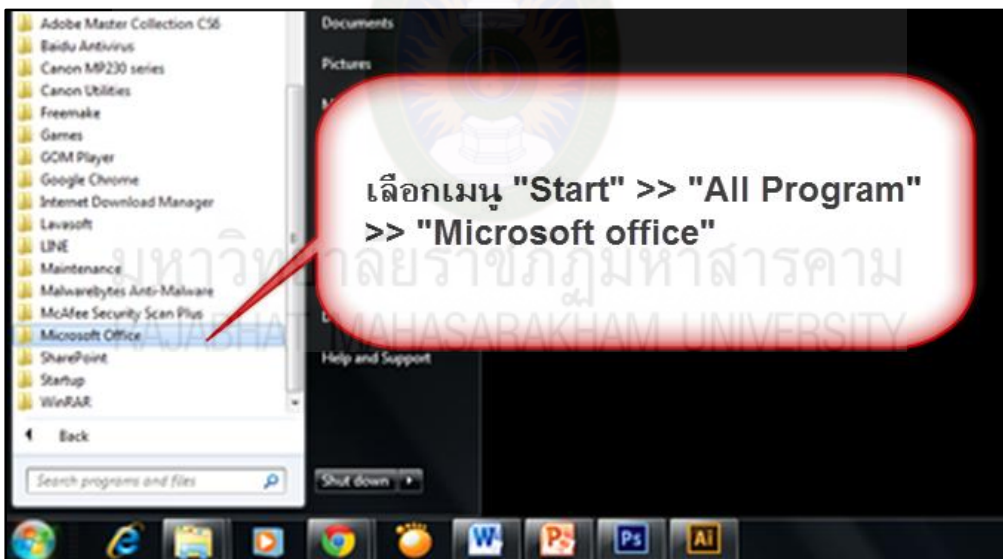 Adobe Master Collection CS6
Baidu Antivirus
Canon MP230 series
Canon Utilities
Freemake
Games
GOM Player
Google Chrome
Internet Download Manager
Lavasoft
LINE
Maintenance
Malwarebytes Anti-Malware
McAfee Security Scan Plus
Microsoft Office
SharePoint
Startup
WinRAR
Back
Search programs and files
Documents
Pictures
Help and Support
Shut down
เลือกเมนู "Start" >> "All Program"
>> "Microsoft office"
มหาวิทยาลัยราชภัฏมหาสารคาม
RAJABHAT MAHASARAKHAM UNIVERSITY
W
P
Ps
Ai